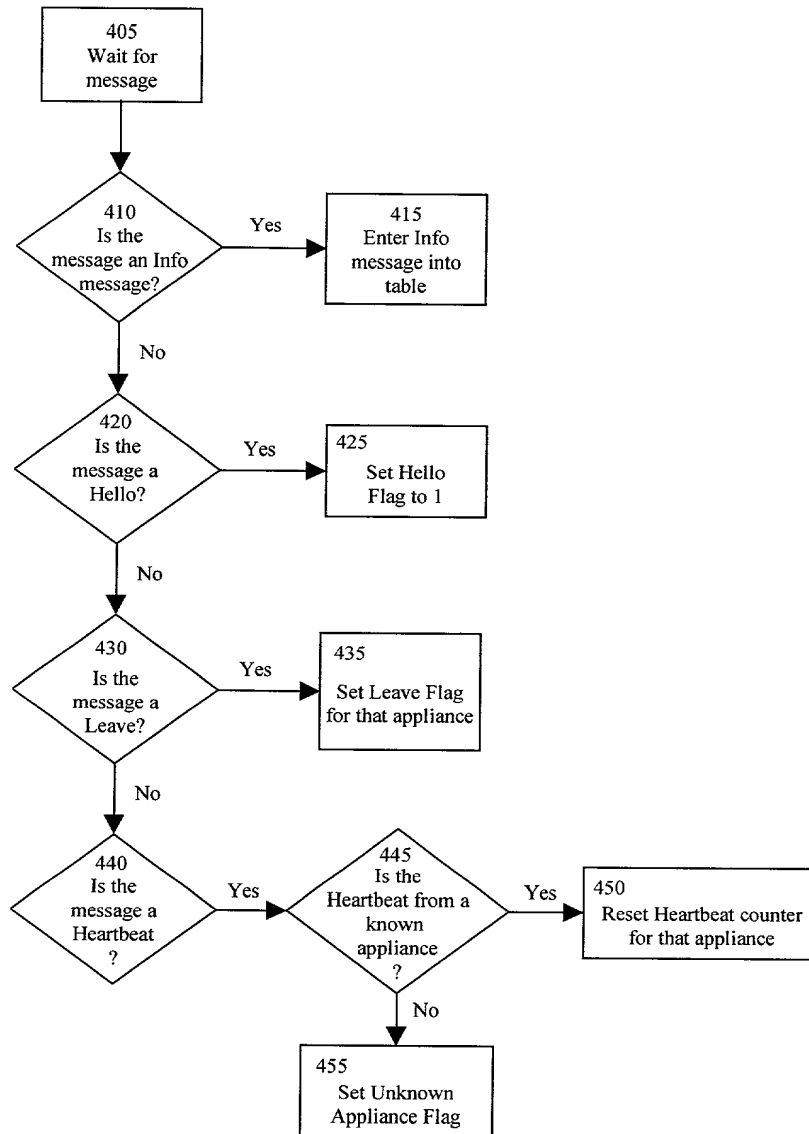 405
Wait for
message
410
Is the
message an Info
message?
Yes
415
Enter Info
message into
table
No
420
Is the
message a
Hello?
Yes
425
Set Hello
Flag to 1
No
430
Is the
message a
Leave?
Yes
435
Set Leave Flag
for that appliance
No
440
Is the
message a
Heartbeat
?
Yes
445
Is the
Heartbeat from a
known
appliance
?
Yes
450
Reset Heartbeat counter
for that appliance
No
455
Set Unknown
Appliance Flag